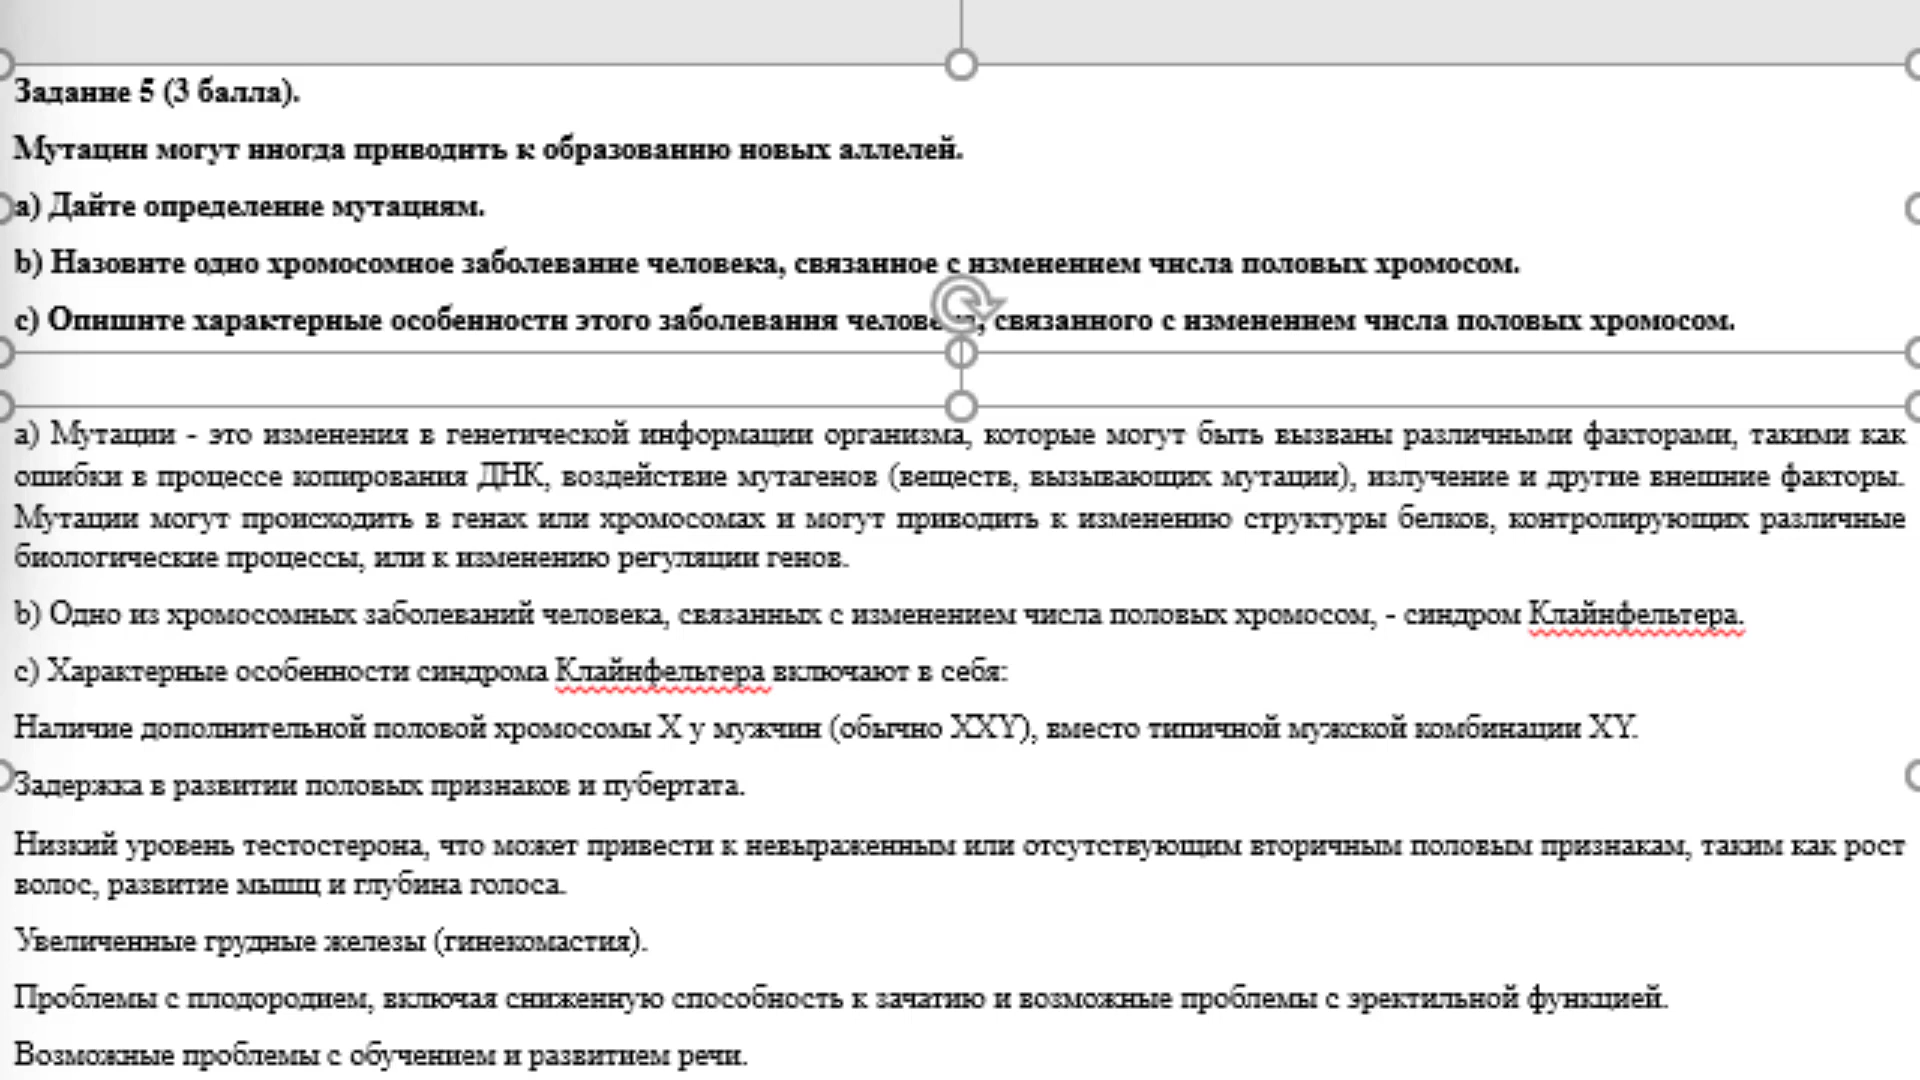 Задание 5 (3 балла).
Мутации могут иногда приводить к образованию новых аллелей.
a) Дайте определение мутациям.
b) Назовите одно хромосомное заболевание человека, связанное с изменением числа половых хромосом.
c) Опишите характерные особенности этого заболевания человека, связанного с изменением числа половых хромосом.
a) Мутации - это изменения в генетической информации организма, которые могут быть вызваны различными факторами, такими как
ошибки в процессе копирования ДНК, воздействие мутагенов (веществ, вызывающих мутации), излучение и другие внешние факторы.
Мутации могут происходить в генах или хромосомах и могут приводить к изменению структуры белков, контролирующих различные
биологические процессы, или к изменению регуляции генов.
b) Одно из хромосомных заболеваний человека, связанных с изменением числа половых хромосом, - синдром Клайнфельтера.
c) Характерные особенности синдрома Клайнфельтера включают в себя:
Наличие дополнительной половой хромосомы X у мужчин (обычно XXY), вместо типичной мужской комбинации XY.
Задержка в развитии половых признаков и пубертата.
Низкий уровень тестостерона, что может привести к невыраженным или отсутствующим вторичным половым признакам, таким как рост
волос, развитие мышц и глубина голоса.
Увеличенные грудные железы (гинекомастия).
Проблемы с плодородием, включая сниженную способность к зачатию и возможные проблемы с эректильной функцией.
Возможные проблемы с обучением и развитием речи.